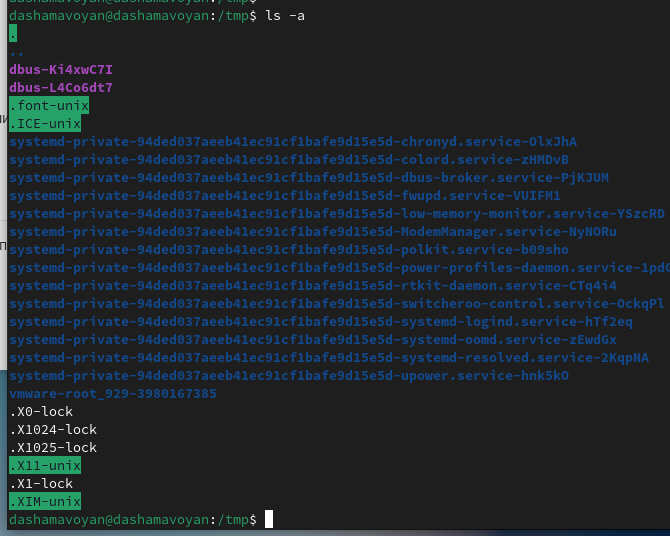 dashamavoyan@dashamavoyan:/tmp$
dashamavoyan@dashamavoyan:/tmp$ ls -a
.
..
dbus-Ki4xwC7I
dbus-L4Co6dt7
.font-unix
.ICE-unix
systemd-private-94ded037aeeb41ec91cf1bafe9d15e5d-chronyd.service-OlxJhA
systemd-private-94ded037aeeb41ec91cf1bafe9d15e5d-colord.service-zHMDvB
systemd-private-94ded037aeeb41ec91cf1bafe9d15e5d-dbus-broker.service-PjKJUM
systemd-private-94ded037aeeb41ec91cf1bafe9d15e5d-fwupd.service-VUIFM1
systemd-private-94ded037aeeb41ec91cf1bafe9d15e5d-low-memory-monitor.service-YSzcRD
systemd-private-94ded037aeeb41ec91cf1bafe9d15e5d-ModemManager.service-NyNORu
systemd-private-94ded037aeeb41ec91cf1bafe9d15e5d-polkit.service-b09sho
systemd-private-94ded037aeeb41ec91cf1bafe9d15e5d-power-profiles-daemon.service-1pd
systemd-private-94ded037aeeb41ec91cf1bafe9d15e5d-rtkit-daemon.service-CTq4i4
systemd-private-94ded037aeeb41ec91cf1bafe9d15e5d-switcheroo-control.service-OckqPl
systemd-private-94ded037aeeb41ec91cf1bafe9d15e5d-systemd-logind.service-hTf2eq
systemd-private-94ded037aeeb41ec91cf1bafe9d15e5d-systemd-oomd.service-zEwdGx
systemd-private-94ded037aeeb41ec91cf1bafe9d15e5d-systemd-resolved.service-2KqpNA
systemd-private-94ded037aeeb41ec91cf1bafe9d15e5d-upower.service-hnk5kO
vmware-root_929-3980167385
.X0-lock
.X1024-lock
.X1025-lock
.X11-unix
.X1-lock
.XIM-unix
dashamavoyan@dashamavoyan:/tmp$